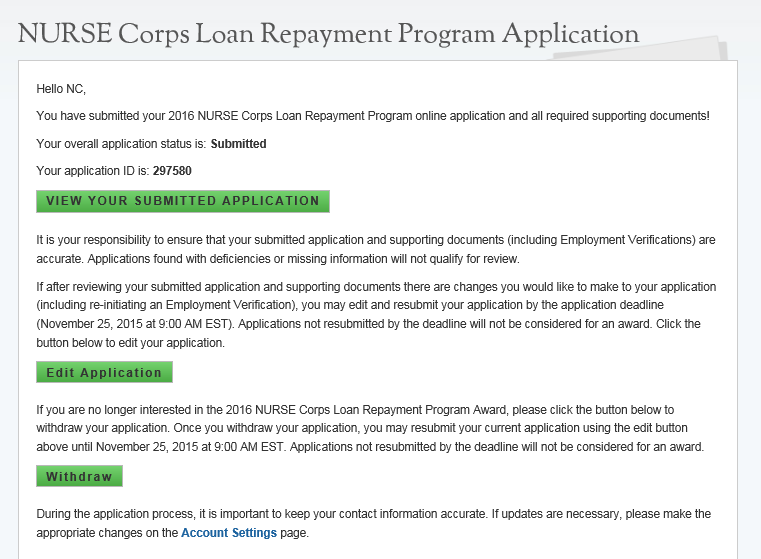 NURSE Corps Loan Repayment Program Application
Hello NC,
You have submitted your 2016 NURSE Corps Loan Repayment Program online application and all required supporting documents!
Your overall application status is: Submitted
Your application ID is: 297580
VIEW YOUR SUBMITTED APPLICATION
It is your responsibility to ensure that your submitted application and supporting documents (including Employment Verifications) are
accurate. Applications found with deficiencies or missing information will not qualify for review.
If after reviewing your submitted application and supporting documents there are changes you would like to make to your application
(including re-initiating an Employment Verification), you may edit and resubmit your application by the application deadline
(November 25, 2015 at 9:00 AM EST). Applications not resubmitted by the deadline will not be considered for an award. Click the
button below to edit your application.
Edit Application
If you are no longer interested in the 2016 NURSE Corps Loan Repayment Program Award, please click the button below to
withdraw your application. Once you withdraw your application, you may resubmit your current application using the edit button
above until November 25, 2015 at 9:00 AM EST. Applications not resubmitted by the deadline will not be considered for an award.
Withdraw
During the application process, it is important to keep your contact information accurate. If updates are necessary, please make the
appropriate changes on the Account Settings page.